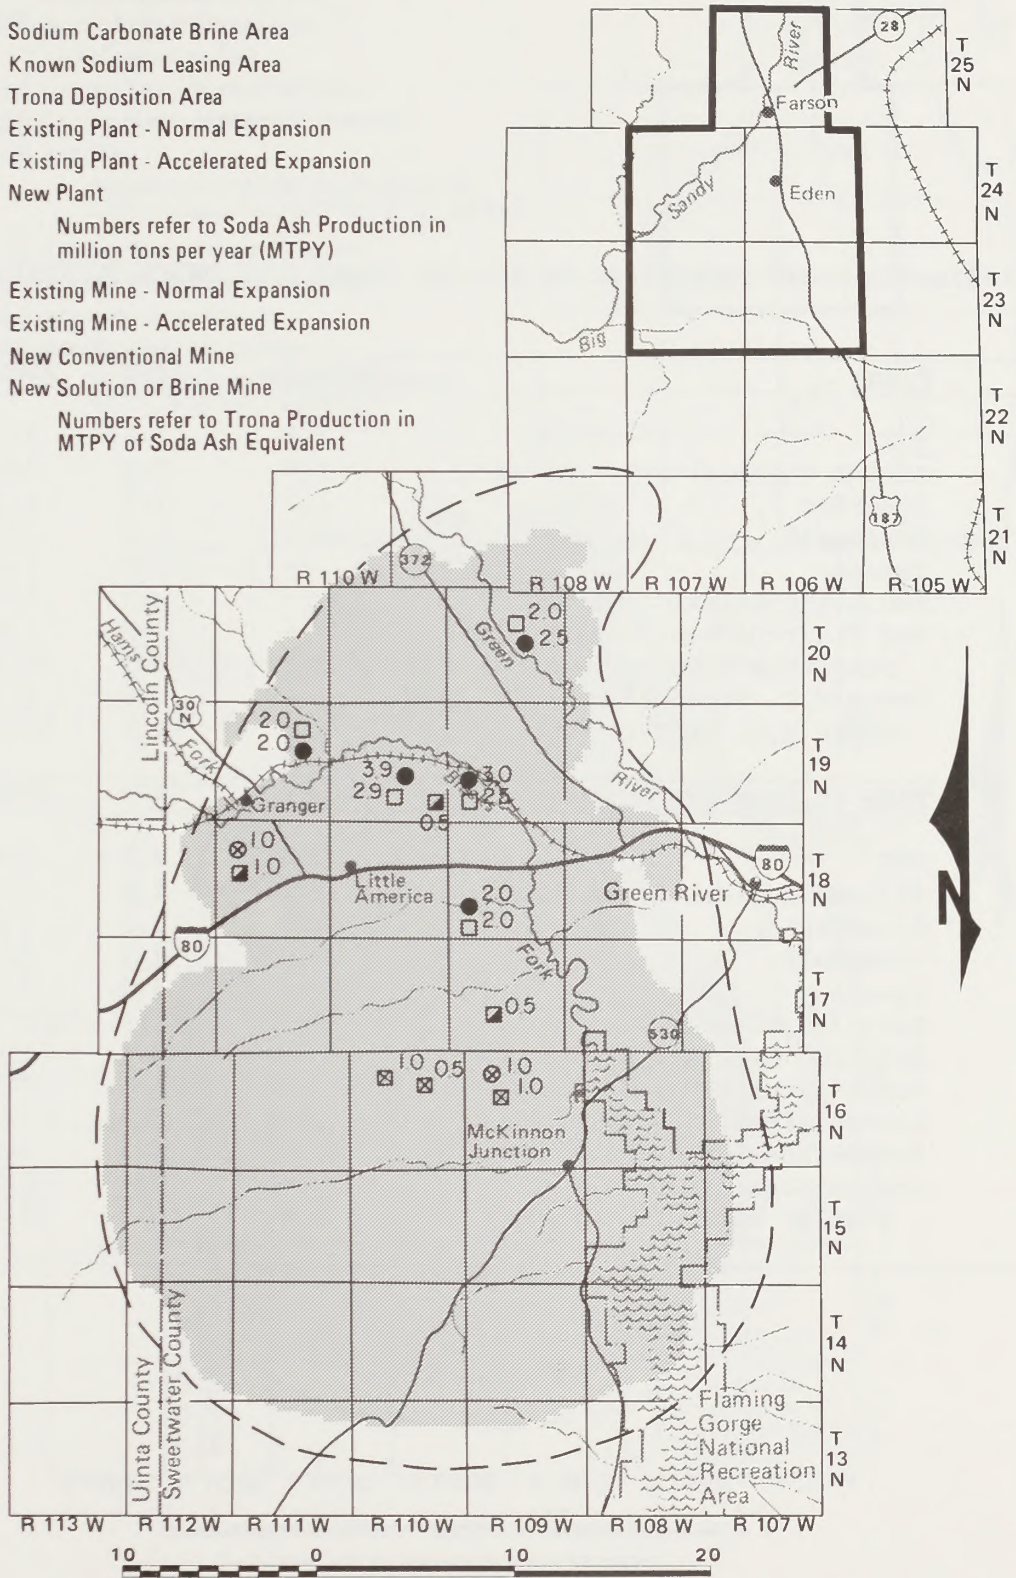 Sodium Carbonate Brine Area
Known Sodium Leasing Area
Trona Deposition Area
Existing Plant - Normal Expansion
Existing Plant - Accelerated Expansion
New Plant
Numbers refer to Soda Ash Production in
million tons per year (MTPY)
Existing Mine - Normal Expansion
Existing Mine - Accelerated Expansion
New Conventional Mine
New Solution or Brine Mine
Numbers refer to Trona Production in
MTPY of Soda Ash Equivalent
28
River
T
25
N
Farson
T
24
N
Eden
Sandy
T
23
N
Big
T
22
N
187
T
21
N
372
R 110 W
R 108 W
R 107 W
R 106 W
R 105 W
Hams
Lincoln County
Green
2.0
2.5
T
20
N
30
N
2.0
2.0
Fork
3.9
2.9
3.0
2.5
0.5
River
T
19
N
Granger
1.0
1.0
Little
America
80
T
18
N
Green River
2.0
2.0
N
80
Fork
T
17
N
0.5
530
1.0
0.5
1.0
1.0
T
16
N
McKinnon
Junction
T
15
N
T
14
N
Uinta County
Sweetwater County
Flaming
Gorge
National
Recreation
Area
T
13
N
R 113 W
R 112 W
R 111 W
R 110 W
R 109 W
R 108 W
R 107 W
10
0
10
20